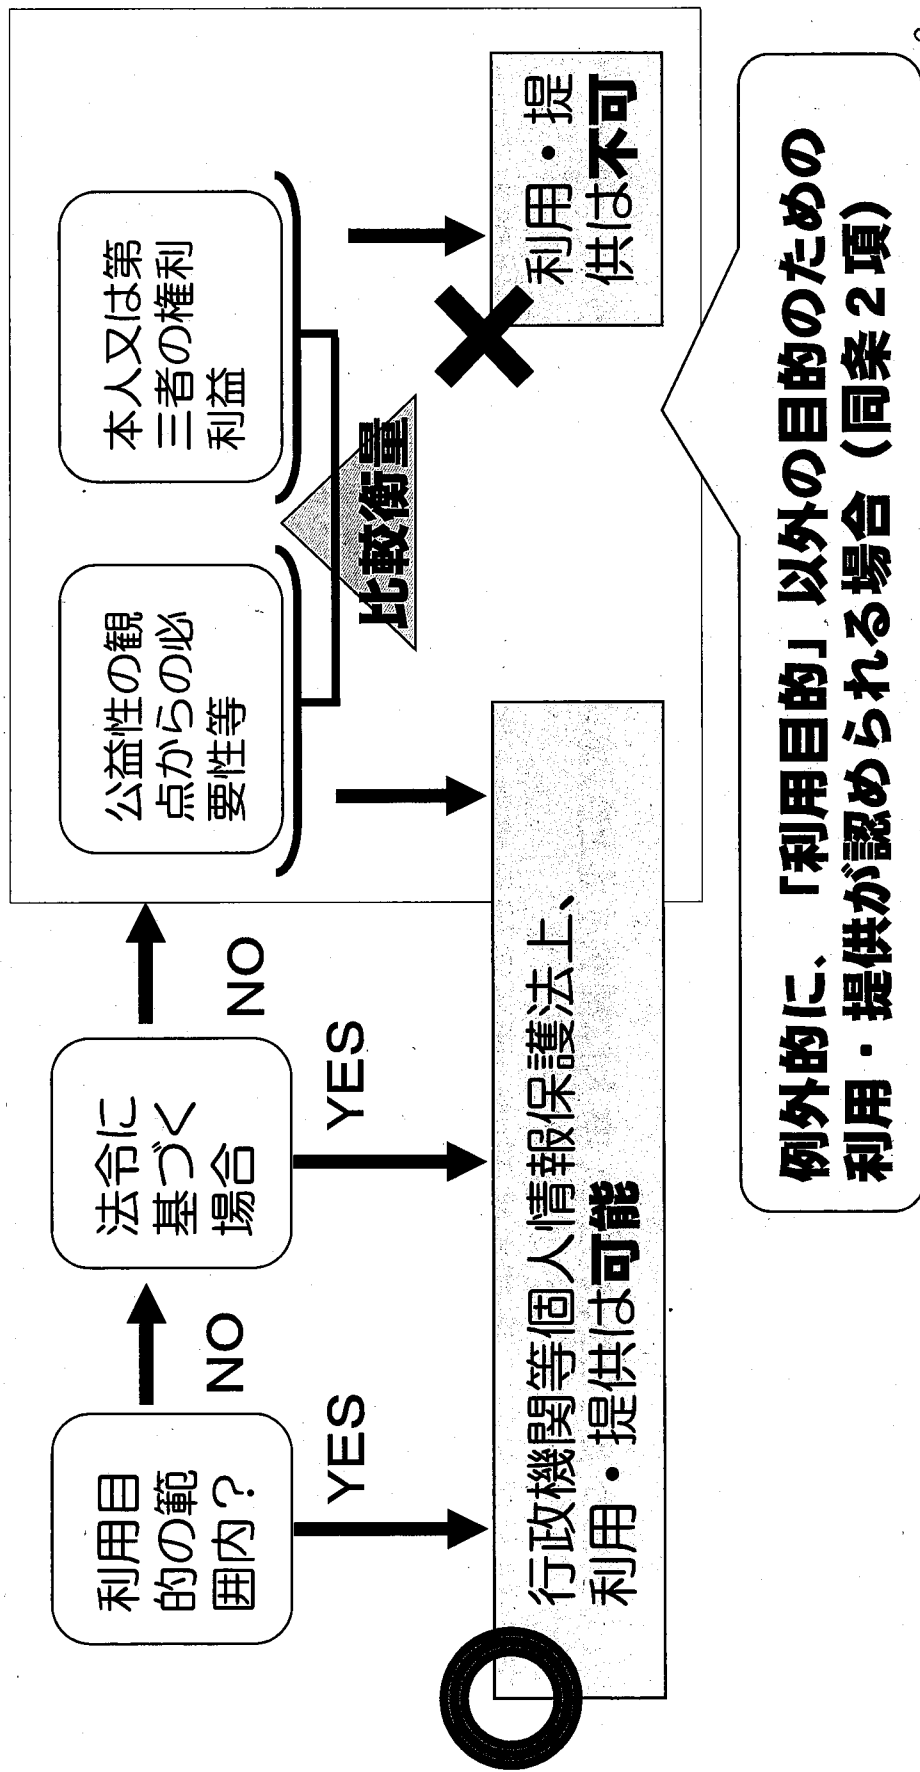 利用目
的の範
囲内?
NO
YES
法令に
基づく
場合
NO
YES
公益性の観
点からの必
要性等
本人又は第
三者の権利
利益
比較衡量
行政機関等個人情報保護法上、
利用・提供は可能
利用・提
供は不可
例外的に、「利用目的」以外の目的のための
利用・提供が認められる場合（同条２項）
。